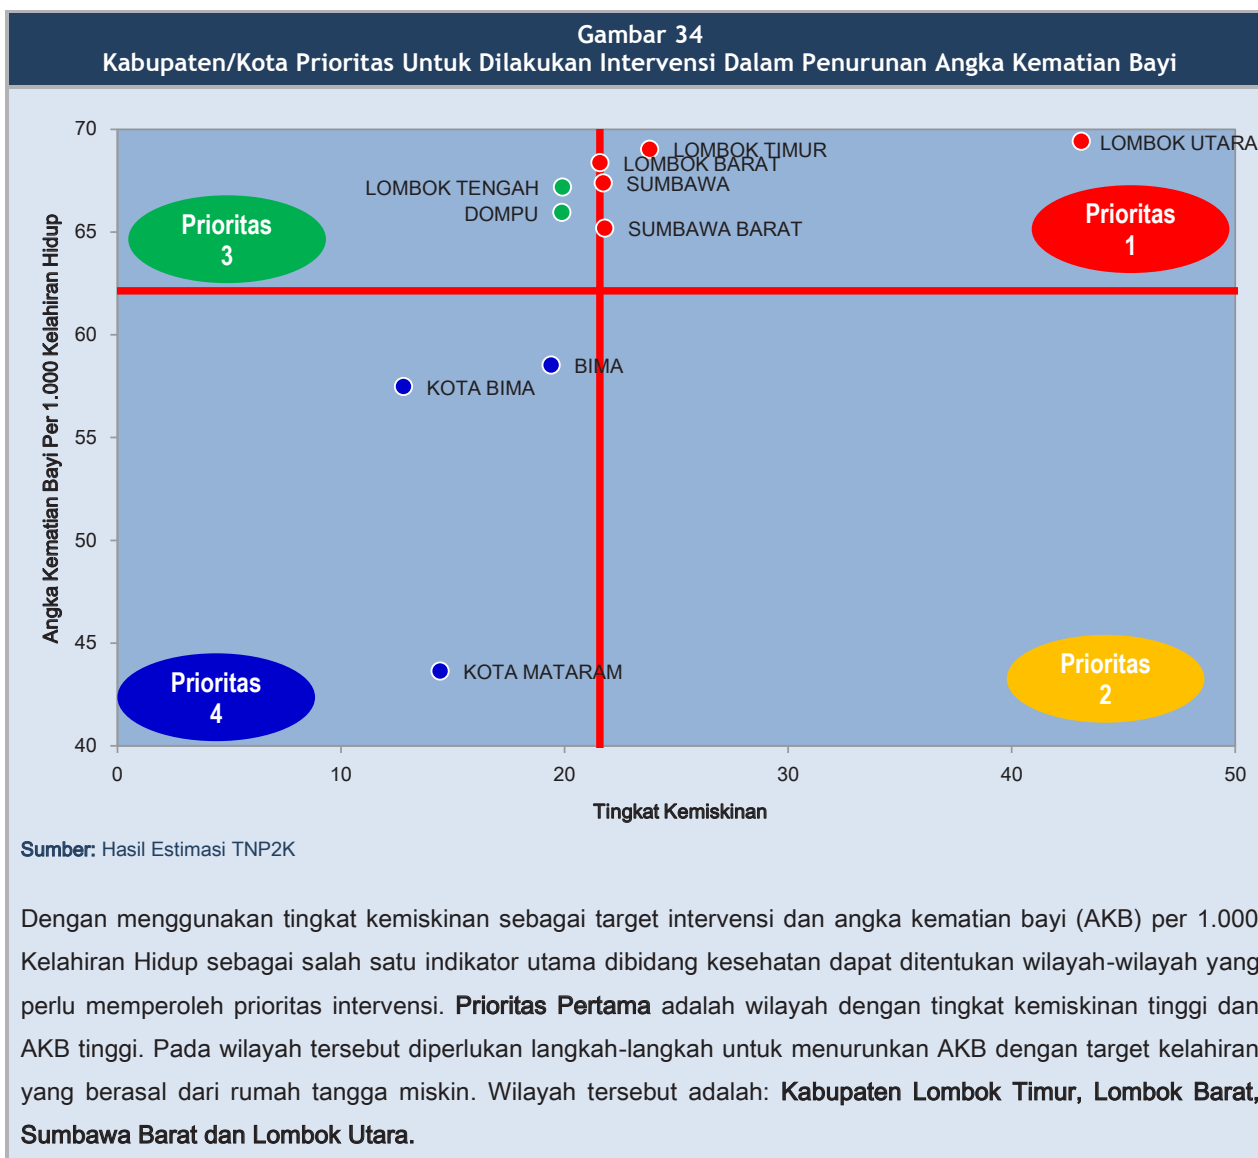 Gambar 34
Kabupaten/Kota Prioritas Untuk Dilakukan Intervensi Dalam Penurunan Angka Kematian Bayi
Angka Kematian Bayi Per 1.000 Kelahiran Hidup
70
65
60
55
50
45
40
LOMBOK TIMUR
LOMBOK UTARA
LOMBOK BARAT
LOMBOK TENGAH
SUMBAWA
DOMPU
SUMBAWA BARAT
Prioritas
3
Prioritas
1
BIMA
KOTA BIMA
KOTA MATARAM
Prioritas
4
Prioritas
2
0 10 20 30 40 50
Tingkat Kemiskinan
Sumber: Hasil Estimasi TNP2K
Dengan menggunakan tingkat kemiskinan sebagai target intervensi dan angka kematian bayi (AKB) per 1.000
Kelahiran Hidup sebagai salah satu indikator utama dibidang kesehatan dapat ditentukan wilayah-wilayah yang
perlu memperoleh prioritas intervensi. Prioritas Pertama adalah wilayah dengan tingkat kemiskinan tinggi dan
AKB tinggi. Pada wilayah tersebut diperlukan langkah-langkah untuk menurunkan AKB dengan target kelahiran
yang berasal dari rumah tangga miskin. Wilayah tersebut adalah: Kabupaten Lombok Timur, Lombok Barat,
Sumbawa Barat dan Lombok Utara.